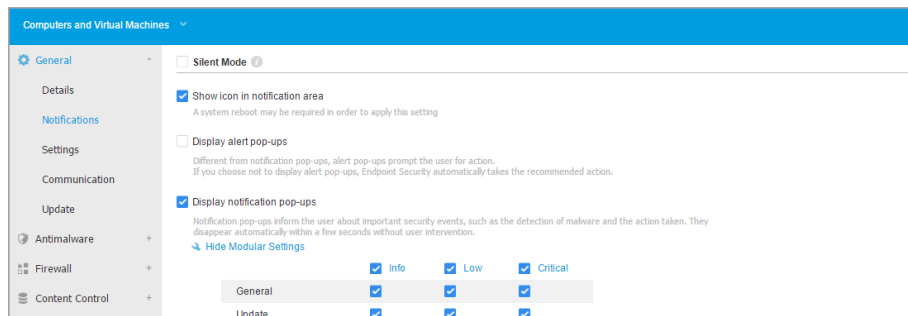 Computers and Virtual Machines
General -
Details
Notifications
Settings
Communication
Update
Antimalware +
Firewall +
Content Control +
Silent Mode i
Show icon in notification area
A system reboot may be required in order to apply this setting
Display alert pop-ups
Different from notification pop-ups, alert pop-ups prompt the user for action.
If you choose not to display alert pop-ups, Endpoint Security automatically takes the recommended action.
Display notification pop-ups
Notification pop-ups inform the user about important security events, such as the detection of malware and the action taken. They
disappear automatically within a few seconds without user intervention.
Hide Modular Settings
Info Low Critical
General
Update